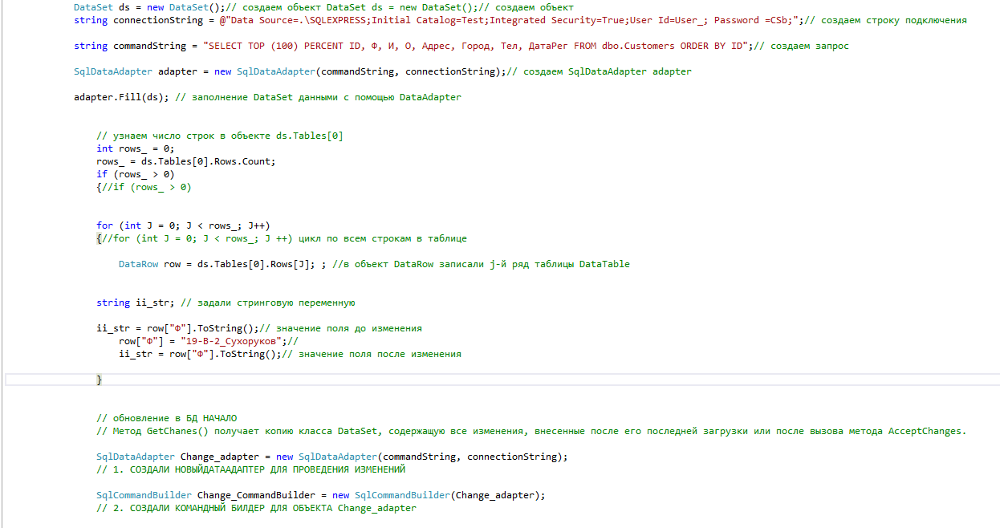 DataSet ds = new DataSet();// создаем объект DataSet ds = new DataSet();// создаем объект
string connectionString = @"Data Source=.\SQLEXPRESS;Initial Catalog=Test;Integrated Security=True;User Id=User_; Password =CSb;";// создаем строку подключения
string commandString = "SELECT TOP (100) PERCENT ID, Ф, И, О, Адрес, Город, Тел, ДатаРег FROM dbo.Customers ORDER BY ID";// создаем запрос
SqlDataAdapter adapter = new SqlDataAdapter(commandString, connectionString);// создаем SqlDataAdapter adapter
adapter.Fill(ds); // заполнение DataSet данными с помощью DataAdapter
// узнаем число строк в объекте ds.Tables[0]
int rows_ = 0;
rows_ = ds.Tables[0].Rows.Count;
if (rows_ > 0)
{//if (rows_ > 0)
for (int J = 0; J < rows_; J++)
{//for (int J = 0; J < rows_; J ++) цикл по всем строкам в таблице
DataRow row = ds.Tables[0].Rows[J]; ; //в объект DataRow записали j-й ряд таблицы DataTable
string ii_str; // задали стринговую переменную
ii_str = row["Ф"].ToString();// значение поля до изменения
row["Ф"] = "19-В-2_Сухоруков";//
ii_str = row["Ф"].ToString();// значение поля после изменения
}
// обновление в БД НАЧАЛО
// Метод GetChanes() получает копию класса DataSet, содержащую все изменения, внесенные после его последней загрузки или после вызова метода AcceptChanges.
SqlDataAdapter Change_adapter = new SqlDataAdapter(commandString, connectionString);
// 1. СОЗДАЛИ НОВЫЙДАТААДАПТЕР ДЛЯ ПРОВЕДЕНИЯ ИЗМЕНЕНИЙ
SqlCommandBuilder Change_CommandBuilder = new SqlCommandBuilder(Change_adapter);
// 2. СОЗДАЛИ КОМАНДНЫЙ БИЛДЕР ДЛЯ ОБЪЕКТА Change_adapter